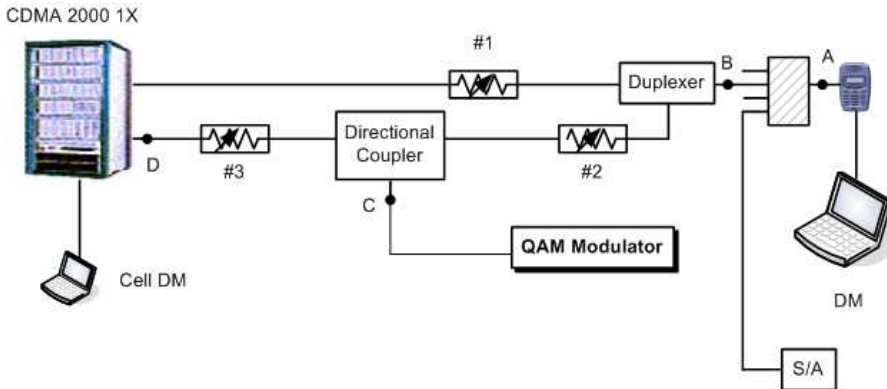 CDMA 2000 1X
#1
B
A
Duplexer
D
#3
Directional
Coupler
#2
C
QAM Modulator
Cell DM
DM
S/A